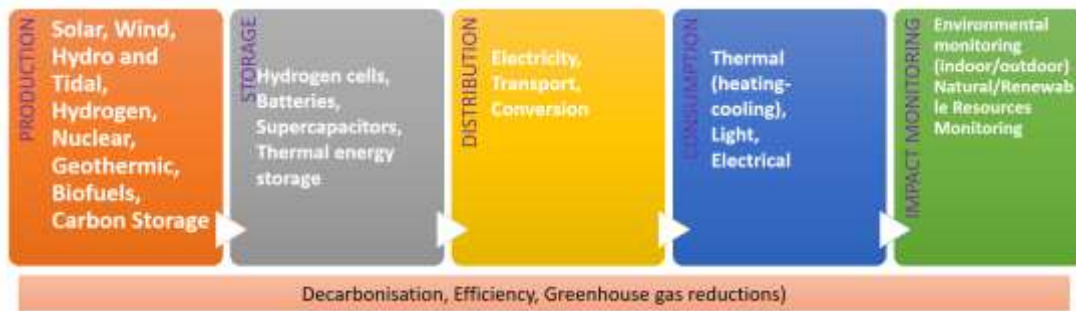 PRODUCTION
Solar, Wind,
Hydro and
Tidal,
Hydrogen,
Nuclear,
Geothermic,
Biofuels,
Carbon Storage
STORAGE
Hydrogen cells,
Batteries,
Supercapacitors,
Thermal energy
storage
DISTRIBUTION
Electricity,
Transport,
Conversion
CONSUMPTION
Thermal
(heating-
cooling),
Light,
Electrical
IMPACT MONITORING
Environmental
monitoring
(indoor/outdoor)
Natural/Renewab
le Resources
Monitoring
Decarbonisation, Efficiency, Greenhouse gas reductions)